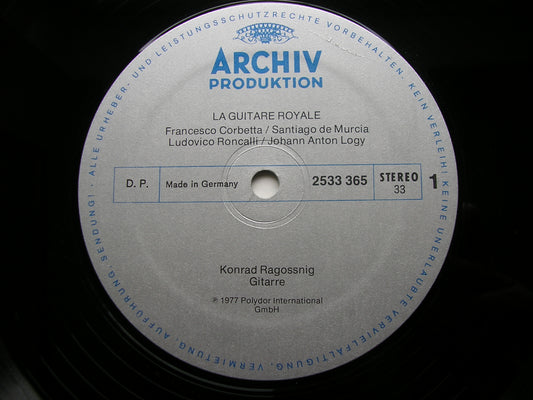 ALLE URHEBER- UND LEISTUNGSSCHUTZRECHTE VORBEHALTEN · KEIN VERLEIH! KEINE UNERLAUBTE VERVIELFÄLTIGUNG, VERMIETUNG, AUFFÜHRUNG, SENDUNG! ·
ARCHIV
PRODUKTION
LA GUITARE ROYALE
Francesco Corbetta / Santiago de Murcia
Ludovico Roncalli / Johann Anton Logy
D. P. Made in Germany 2533 365 STEREO 33 1
Konrad Ragossnig
Gitarre
℗ 1977 Polydor International
GmbH